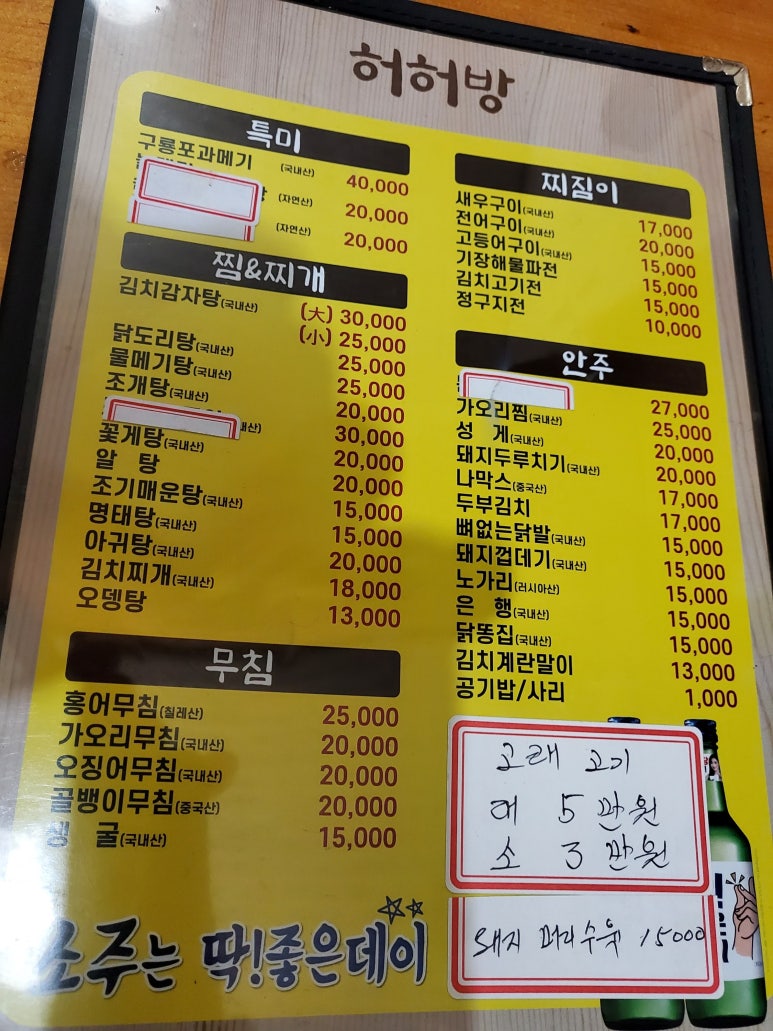 허허방
특미
구룡포과메기 (국내산) 40,000
(자연산) 20,000
(자연산) 20,000
찜&찌개
김치감자탕(국내산) (大) 30,000
(小) 25,000
닭도리탕(국내산) 25,000
물메기탕(국내산) 25,000
조개탕(국내산) 20,000
30,000
꽃게탕(국내산) 20,000
알 탕 20,000
조기매운탕(국내산) 15,000
명태탕(국내산) 15,000
아귀탕(국내산) 20,000
김치찌개(국내산) 18,000
오뎅탕 13,000
무침
홍어무침(칠레산) 25,000
가오리무침(국내산) 20,000
오징어무침(국내산) 20,000
골뱅이무침(중국산) 20,000
굴(국내산) 15,000
찌짐이
새우구이(국내산) 17,000
전어구이(국내산) 20,000
고등어구이(국내산) 15,000
기장해물파전 15,000
김치고기전 15,000
정구지전 10,000
안주
27,000
가오리찜(국내산) 25,000
성 게(국내산) 20,000
돼지두루치기(국내산) 20,000
나막스(중국산) 17,000
두부김치 17,000
뼈없는닭발(국내산) 15,000
돼지껍데기(국내산) 15,000
노가리(러시아산) 15,000
은 행(국내산) 15,000
닭똥집(국내산) 15,000
김치계란말이 13,000
공기밥/사리 1,000
고래 고기
대 5 만원
소 3 만원
돼지 머리수육 15000
소주는 딱!좋은데이